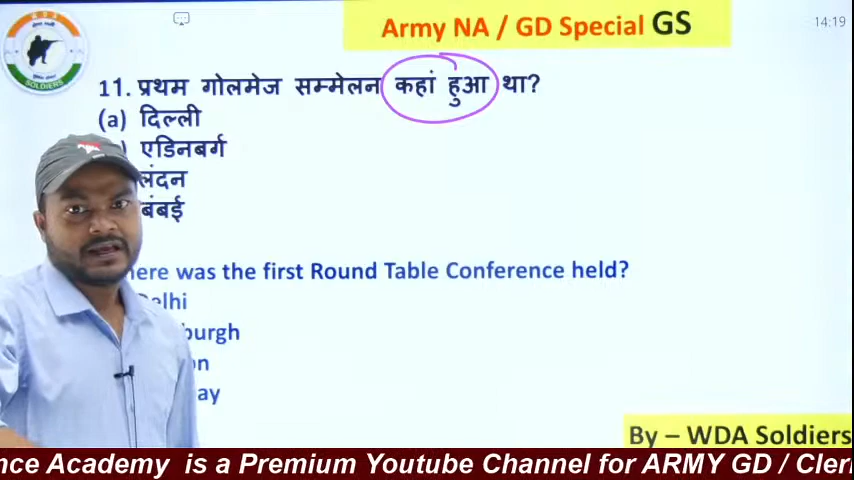 Army NA / GD Special GS
14:19
SOLDIERS
11. प्रथम गोलमेज सम्मेलन कहां हुआ था?
(a) दिल्ली
एडिनबर्ग
लंदन
बंबई
here was the first Round Table Conference held?
Delhi
burgh
on
ay
By – WDA Soldiers
nce Academy is a Premium Youtube Channel for ARMY GD / Cler